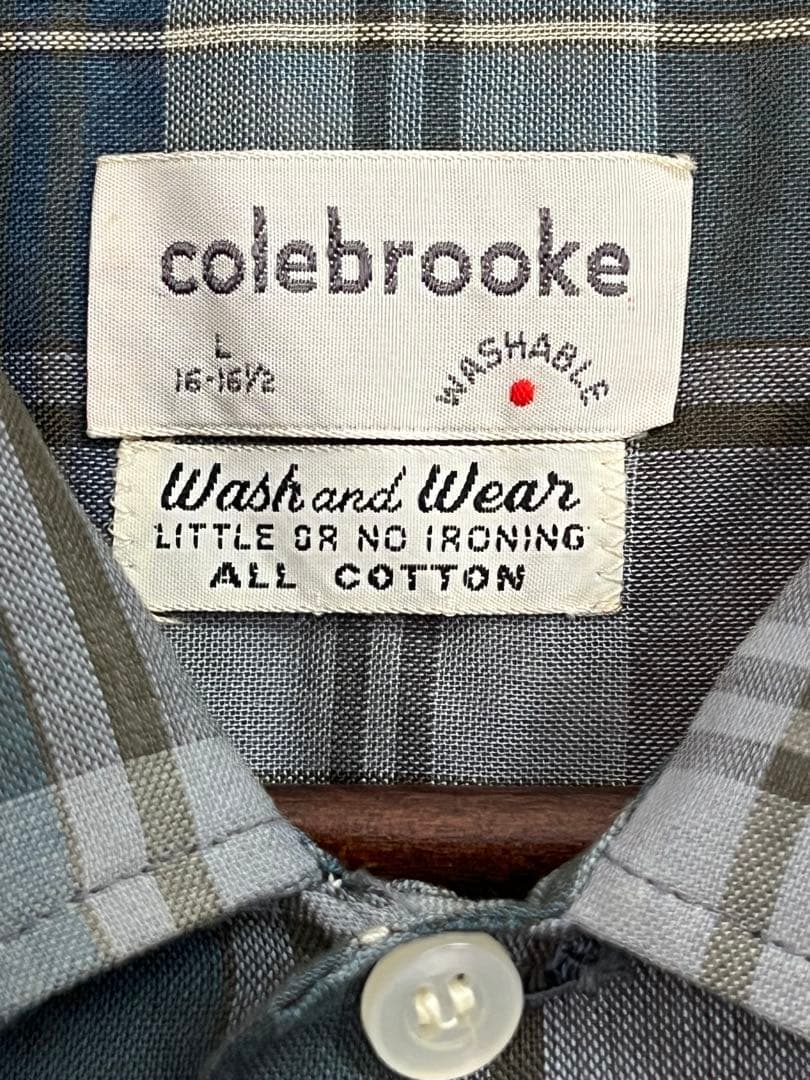 colebrooke
L
16-16½
WASHABLE
Wash and Wear
LITTLE OR NO IRONING
ALL COTTON